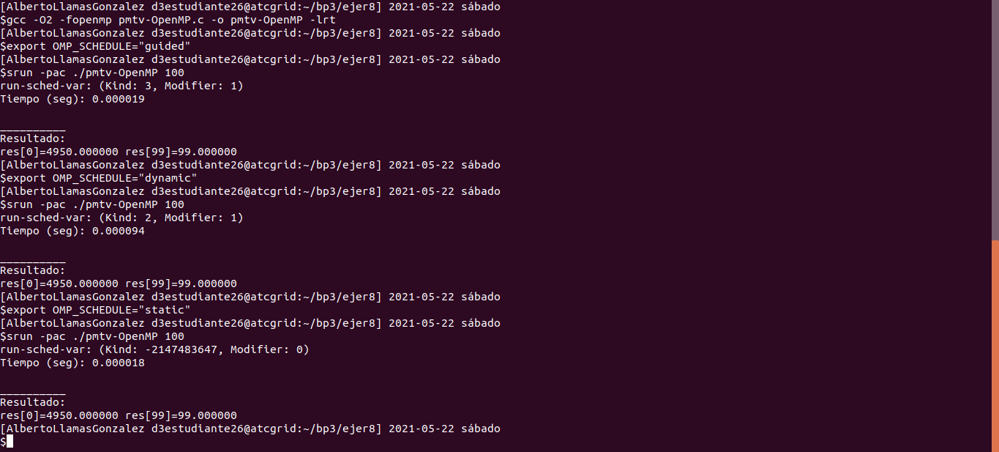 [AlbertoLlamasGonzalez d3estudiante26@atcgrid:~/bp3/ejer8] 2021-05-22 sábado
$gcc -O2 -fopenmp pmtv-OpenMP.c -o pmtv-OpenMP -lrt
[AlbertoLlamasGonzalez d3estudiante26@atcgrid:~/bp3/ejer8] 2021-05-22 sábado
$export OMP_SCHEDULE="guided"
[AlbertoLlamasGonzalez d3estudiante26@atcgrid:~/bp3/ejer8] 2021-05-22 sábado
$srun -pac ./pmtv-OpenMP 100
run-sched-var: (Kind: 3, Modifier: 1)
Tiempo (seg): 0.000019
__________
Resultado:
res[0]=4950.000000 res[99]=99.000000
[AlbertoLlamasGonzalez d3estudiante26@atcgrid:~/bp3/ejer8] 2021-05-22 sábado
$export OMP_SCHEDULE="dynamic"
[AlbertoLlamasGonzalez d3estudiante26@atcgrid:~/bp3/ejer8] 2021-05-22 sábado
$srun -pac ./pmtv-OpenMP 100
run-sched-var: (Kind: 2, Modifier: 1)
Tiempo (seg): 0.000094
__________
Resultado:
res[0]=4950.000000 res[99]=99.000000
[AlbertoLlamasGonzalez d3estudiante26@atcgrid:~/bp3/ejer8] 2021-05-22 sábado
$export OMP_SCHEDULE="static"
[AlbertoLlamasGonzalez d3estudiante26@atcgrid:~/bp3/ejer8] 2021-05-22 sábado
$srun -pac ./pmtv-OpenMP 100
run-sched-var: (Kind: -2147483647, Modifier: 0)
Tiempo (seg): 0.000018
__________
Resultado:
res[0]=4950.000000 res[99]=99.000000
[AlbertoLlamasGonzalez d3estudiante26@atcgrid:~/bp3/ejer8] 2021-05-22 sábado
$